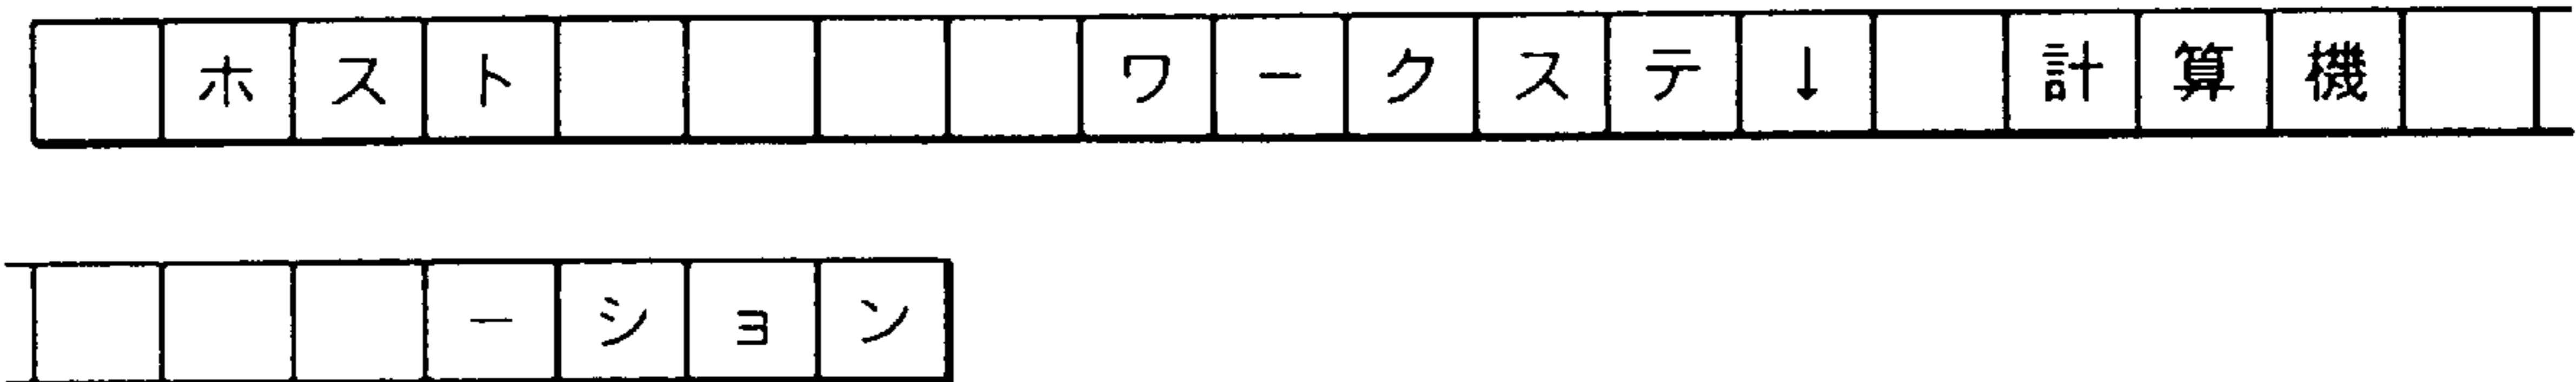 ホスト ワークステ↓ 計算機
ーション